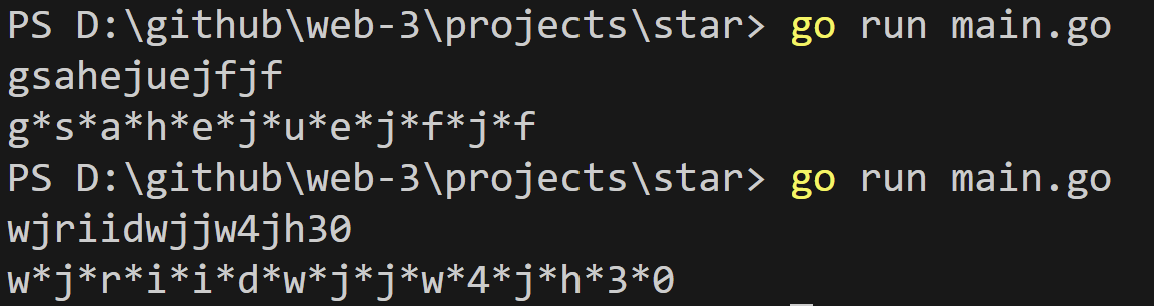 PS D:\github\web-3\projects\star> go run main.go
gsahejuejfjf
g*s*a*h*e*j*u*e*j*f*j*f
PS D:\github\web-3\projects\star> go run main.go
wjriidwjjw4jh30
w*j*r*i*i*d*w*j*j*w*4*j*h*3*0